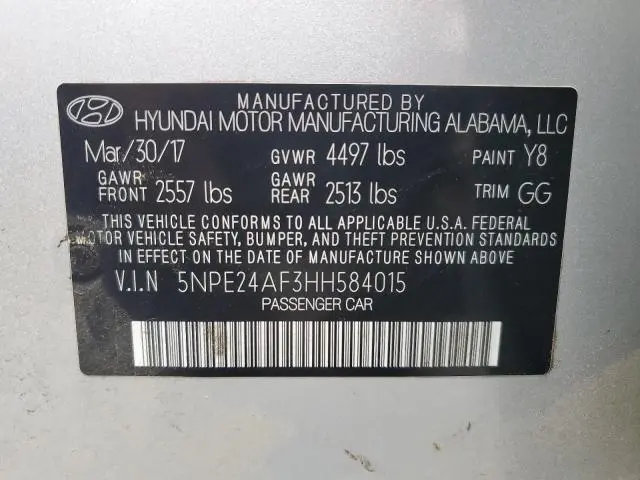 MANUFACTURED BY
HYUNDAI MOTOR MANUFACTURING ALABAMA, LLC
Mar/30/17 GVWR 4497 lbs PAINT Y8
GAWR FRONT 2557 lbs GAWR REAR 2513 lbs TRIM GG
THIS VEHICLE CONFORMS TO ALL APPLICABLE U.S.A. FEDERAL
MOTOR VEHICLE SAFETY, BUMPER, AND THEFT PREVENTION STANDARDS
IN EFFECT ON THE DATE OF MANUFACTURE SHOWN ABOVE
V.I.N 5NPE24AF3HH584015
PASSENGER CAR